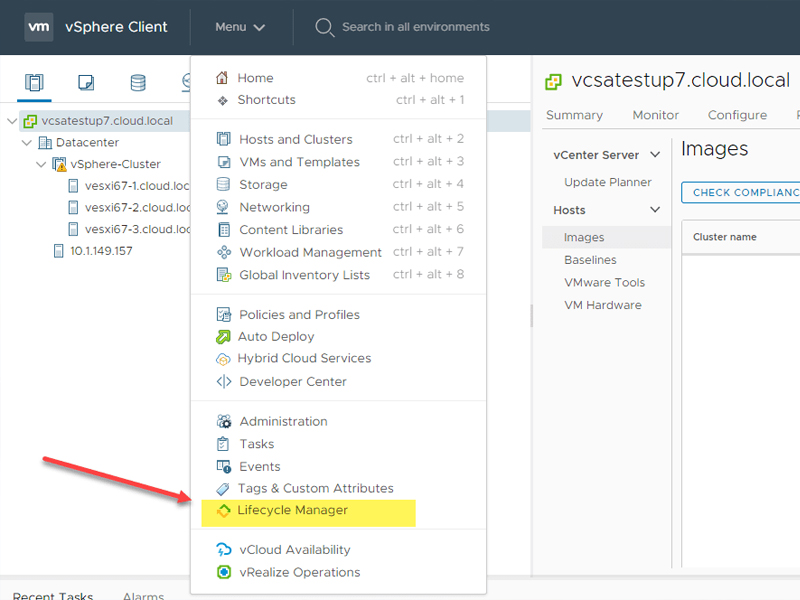 vm vSphere Client Menu Search in all environments
Home ctrl + alt + home
Shortcuts ctrl + alt + 1
Hosts and Clusters ctrl + alt + 2
VMs and Templates ctrl + alt + 3
Storage ctrl + alt + 4
Networking ctrl + alt + 5
Content Libraries ctrl + alt + 6
Workload Management ctrl + alt + 7
Global Inventory Lists ctrl + alt + 8
Policies and Profiles
Auto Deploy
Hybrid Cloud Services
Developer Center
Administration
Tasks
Events
Tags & Custom Attributes
Lifecycle Manager
vCloud Availability
vRealize Operations
vcsatestup7.cloud.local
Datacenter
vSphere-Cluster
vesxi67-1.cloud.loc
vesxi67-2.cloud.loc
vesxi67-3.cloud.loc
10.1.149.157
vcsatestup7.cloud.local
Summary Monitor Configure
vCenter Server
Update Planner
Hosts
Images
Baselines
VMware Tools
VM Hardware
Images
CHECK COMPLIANC
Cluster name
Recent Tasks Alarms